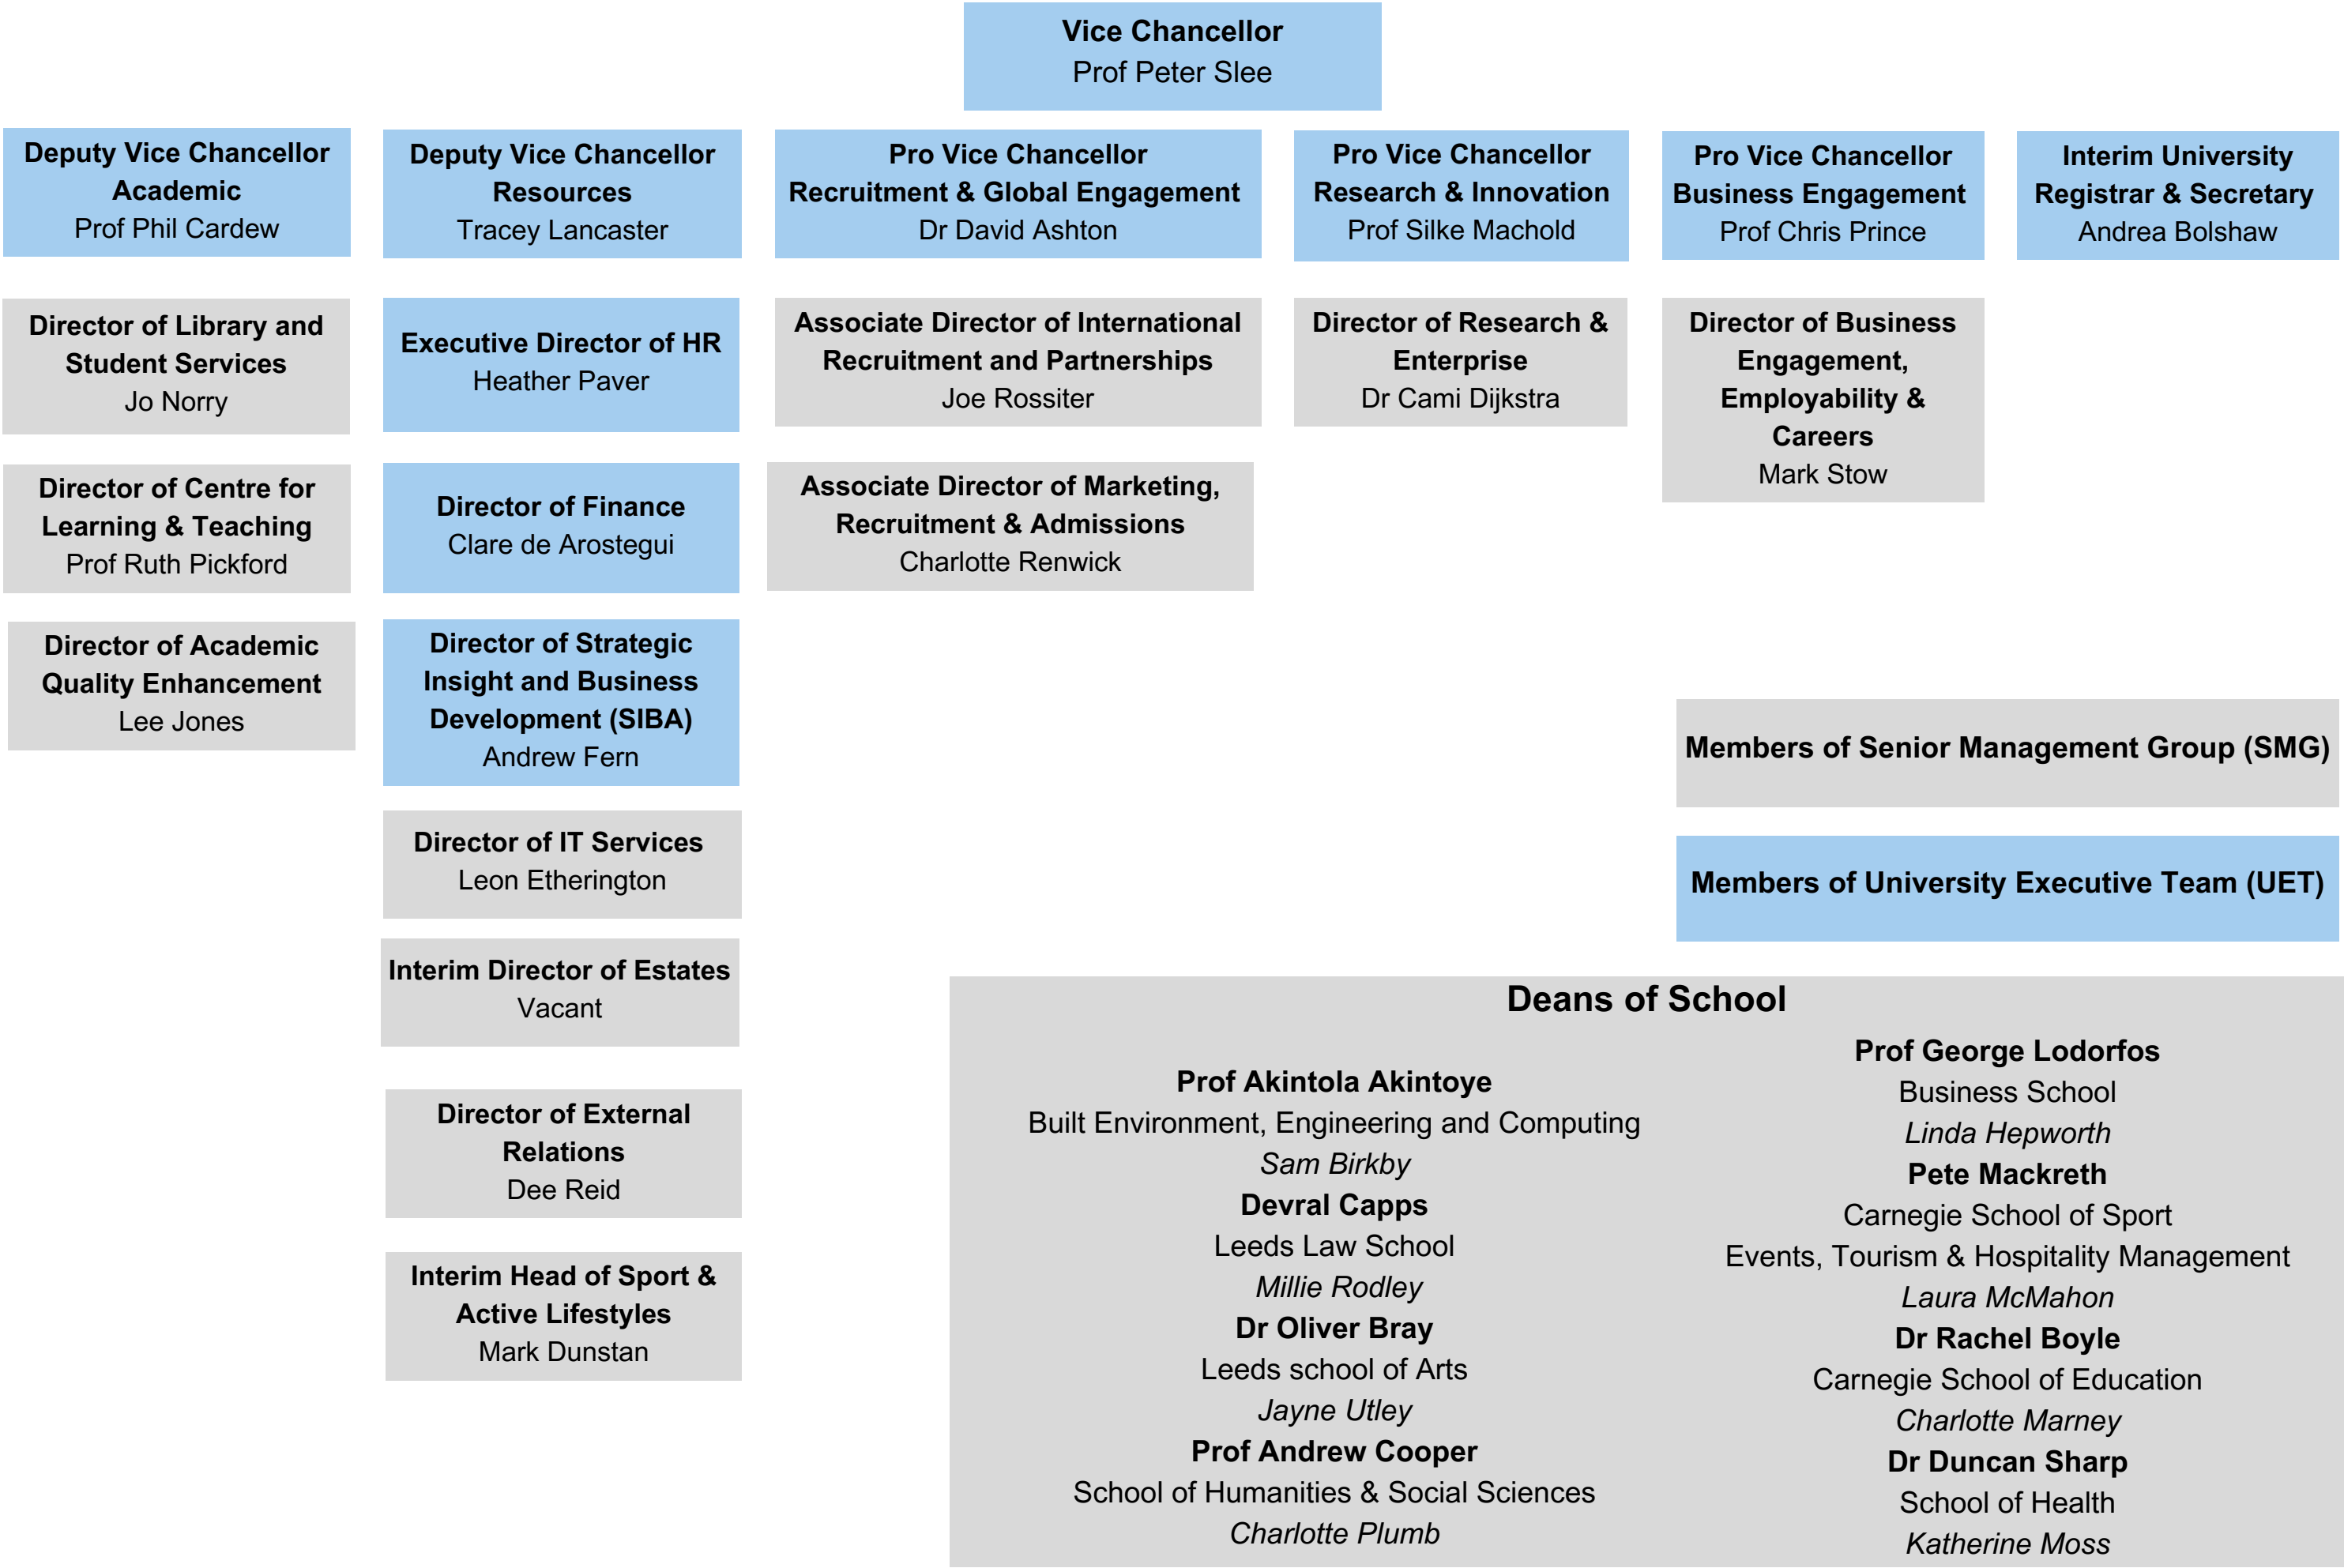 Vice Chancellor
Prof Peter Slee
Deputy Vice Chancellor
Academic
Prof Phil Cardew
Deputy Vice Chancellor
Resources
Tracey Lancaster
Pro Vice Chancellor
Recruitment & Global Engagement
Dr David Ashton
Pro Vice Chancellor
Research & Innovation
Prof Silke Machold
Pro Vice Chancellor
Business Engagement
Prof Chris Prince
Interim University
Registrar & Secretary
Andrea Bolshaw
Director of Library and
Student Services
Jo Norry
Executive Director of HR
Heather Paver
Associate Director of International
Recruitment and Partnerships
Joe Rossiter
Director of Research &
Enterprise
Dr Cami Dijkstra
Director of Business
Engagement,
Employability &
Careers
Mark Stow
Director of Centre for
Learning & Teaching
Prof Ruth Pickford
Director of Finance
Clare de Arostegui
Associate Director of Marketing,
Recruitment & Admissions
Charlotte Renwick
Director of Academic
Quality Enhancement
Lee Jones
Director of Strategic
Insight and Business
Development (SIBA)
Andrew Fern
Members of Senior Management Group (SMG)
Director of IT Services
Leon Etherington
Members of University Executive Team (UET)
Interim Director of Estates
Vacant
Director of External
Relations
Dee Reid
Interim Head of Sport &
Active Lifestyles
Mark Dunstan
Deans of School
Prof Akintola Akintoye
Built Environment, Engineering and Computing
Sam Birkby
Devral Capps
Leeds Law School
Millie Rodley
Dr Oliver Bray
Leeds school of Arts
Jayne Utley
Prof Andrew Cooper
School of Humanities & Social Sciences
Charlotte Plumb
Prof George Lodorfos
Business School
Linda Hepworth
Pete Mackreth
Carnegie School of Sport
Events, Tourism & Hospitality Management
Laura McMahon
Dr Rachel Boyle
Carnegie School of Education
Charlotte Marney
Dr Duncan Sharp
School of Health
Katherine Moss